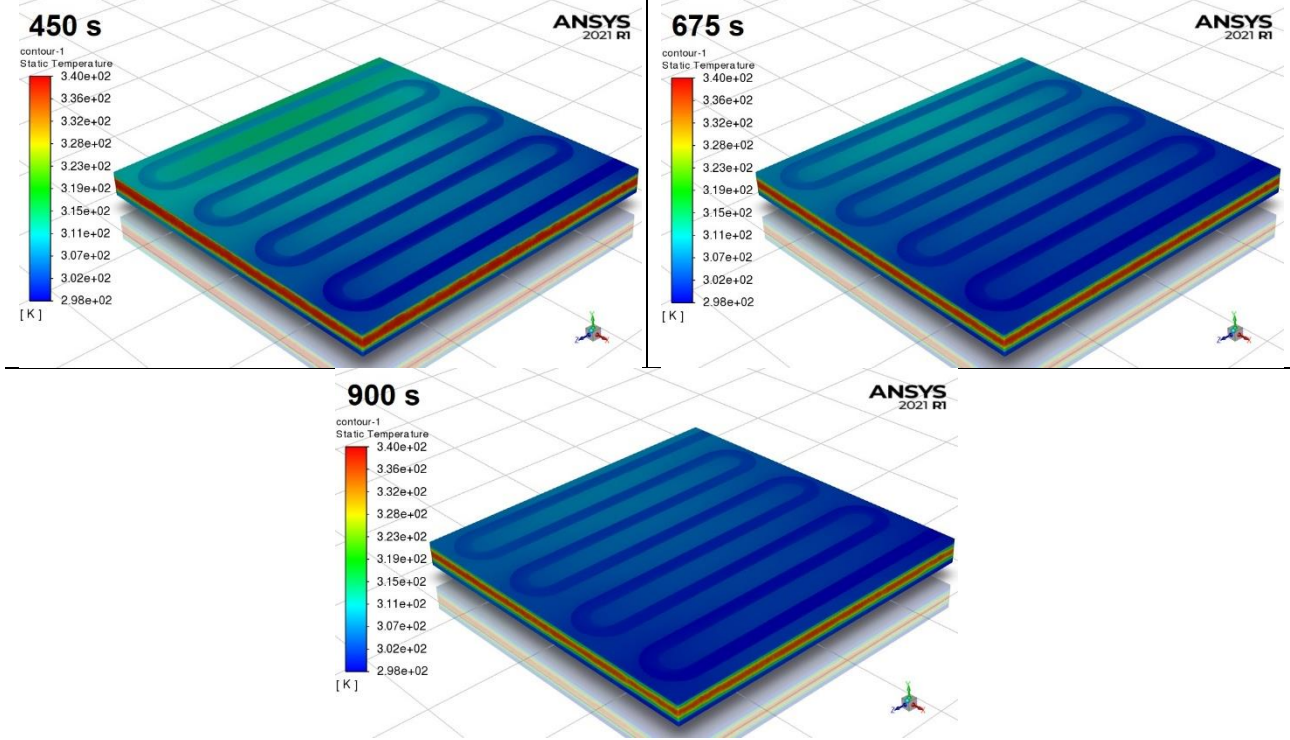 450 s
ANSYS
2021 R1
contour-1
Static Temperature
3.40e+02
3.36e+02
3.32e+02
3.28e+02
3.23e+02
3.19e+02
3.15e+02
3.11e+02
3.07e+02
3.02e+02
2.98e+02
[ K ]
Y
Z
X
675 s
ANSYS
2021 R1
contour-1
Static Temperature
3.40e+02
3.36e+02
3.32e+02
3.28e+02
3.23e+02
3.19e+02
3.15e+02
3.11e+02
3.07e+02
3.02e+02
2.98e+02
[ K ]
Y
Z
X
900 s
ANSYS
2021 R1
contour-1
Static Temperature
3.40e+02
3.36e+02
3.32e+02
3.28e+02
3.23e+02
3.19e+02
3.15e+02
3.11e+02
3.07e+02
3.02e+02
2.98e+02
[ K ]
Y
Z
X